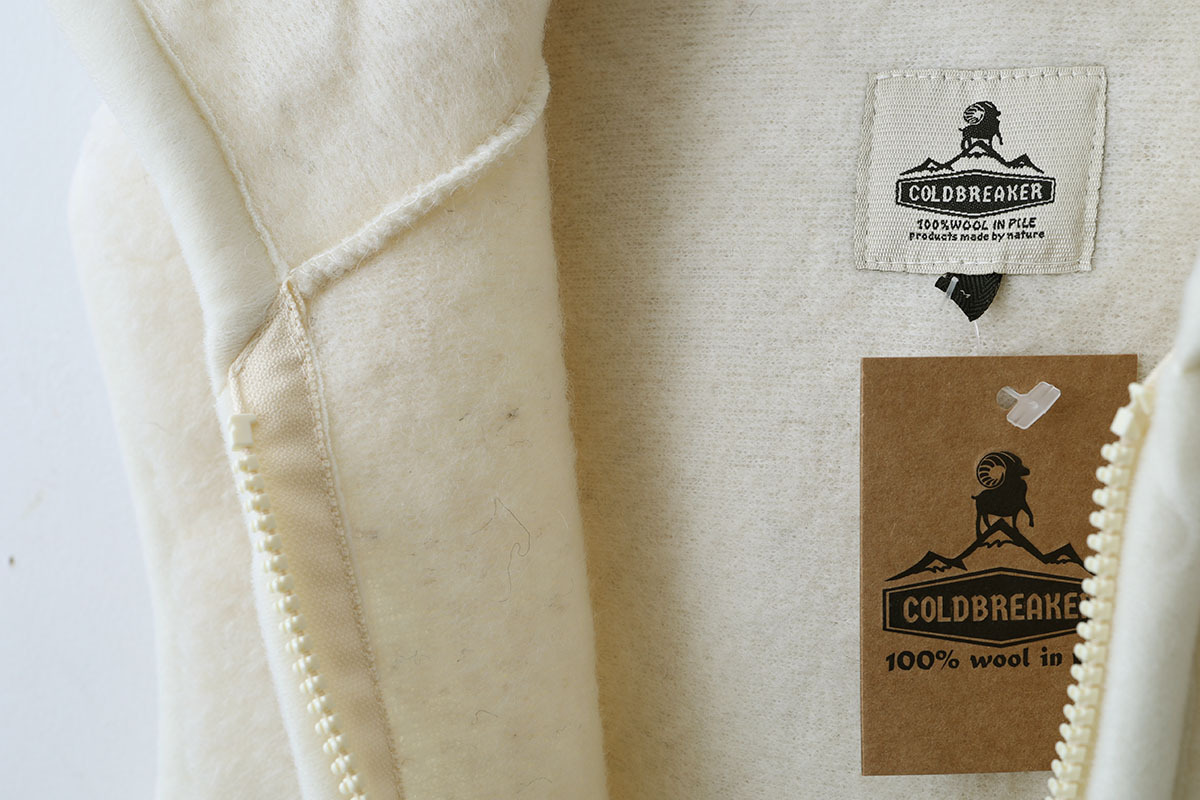 COLDBREAKER
100%WOOL IN PILE
products made by nature
COLDBREAKE
100% wool in